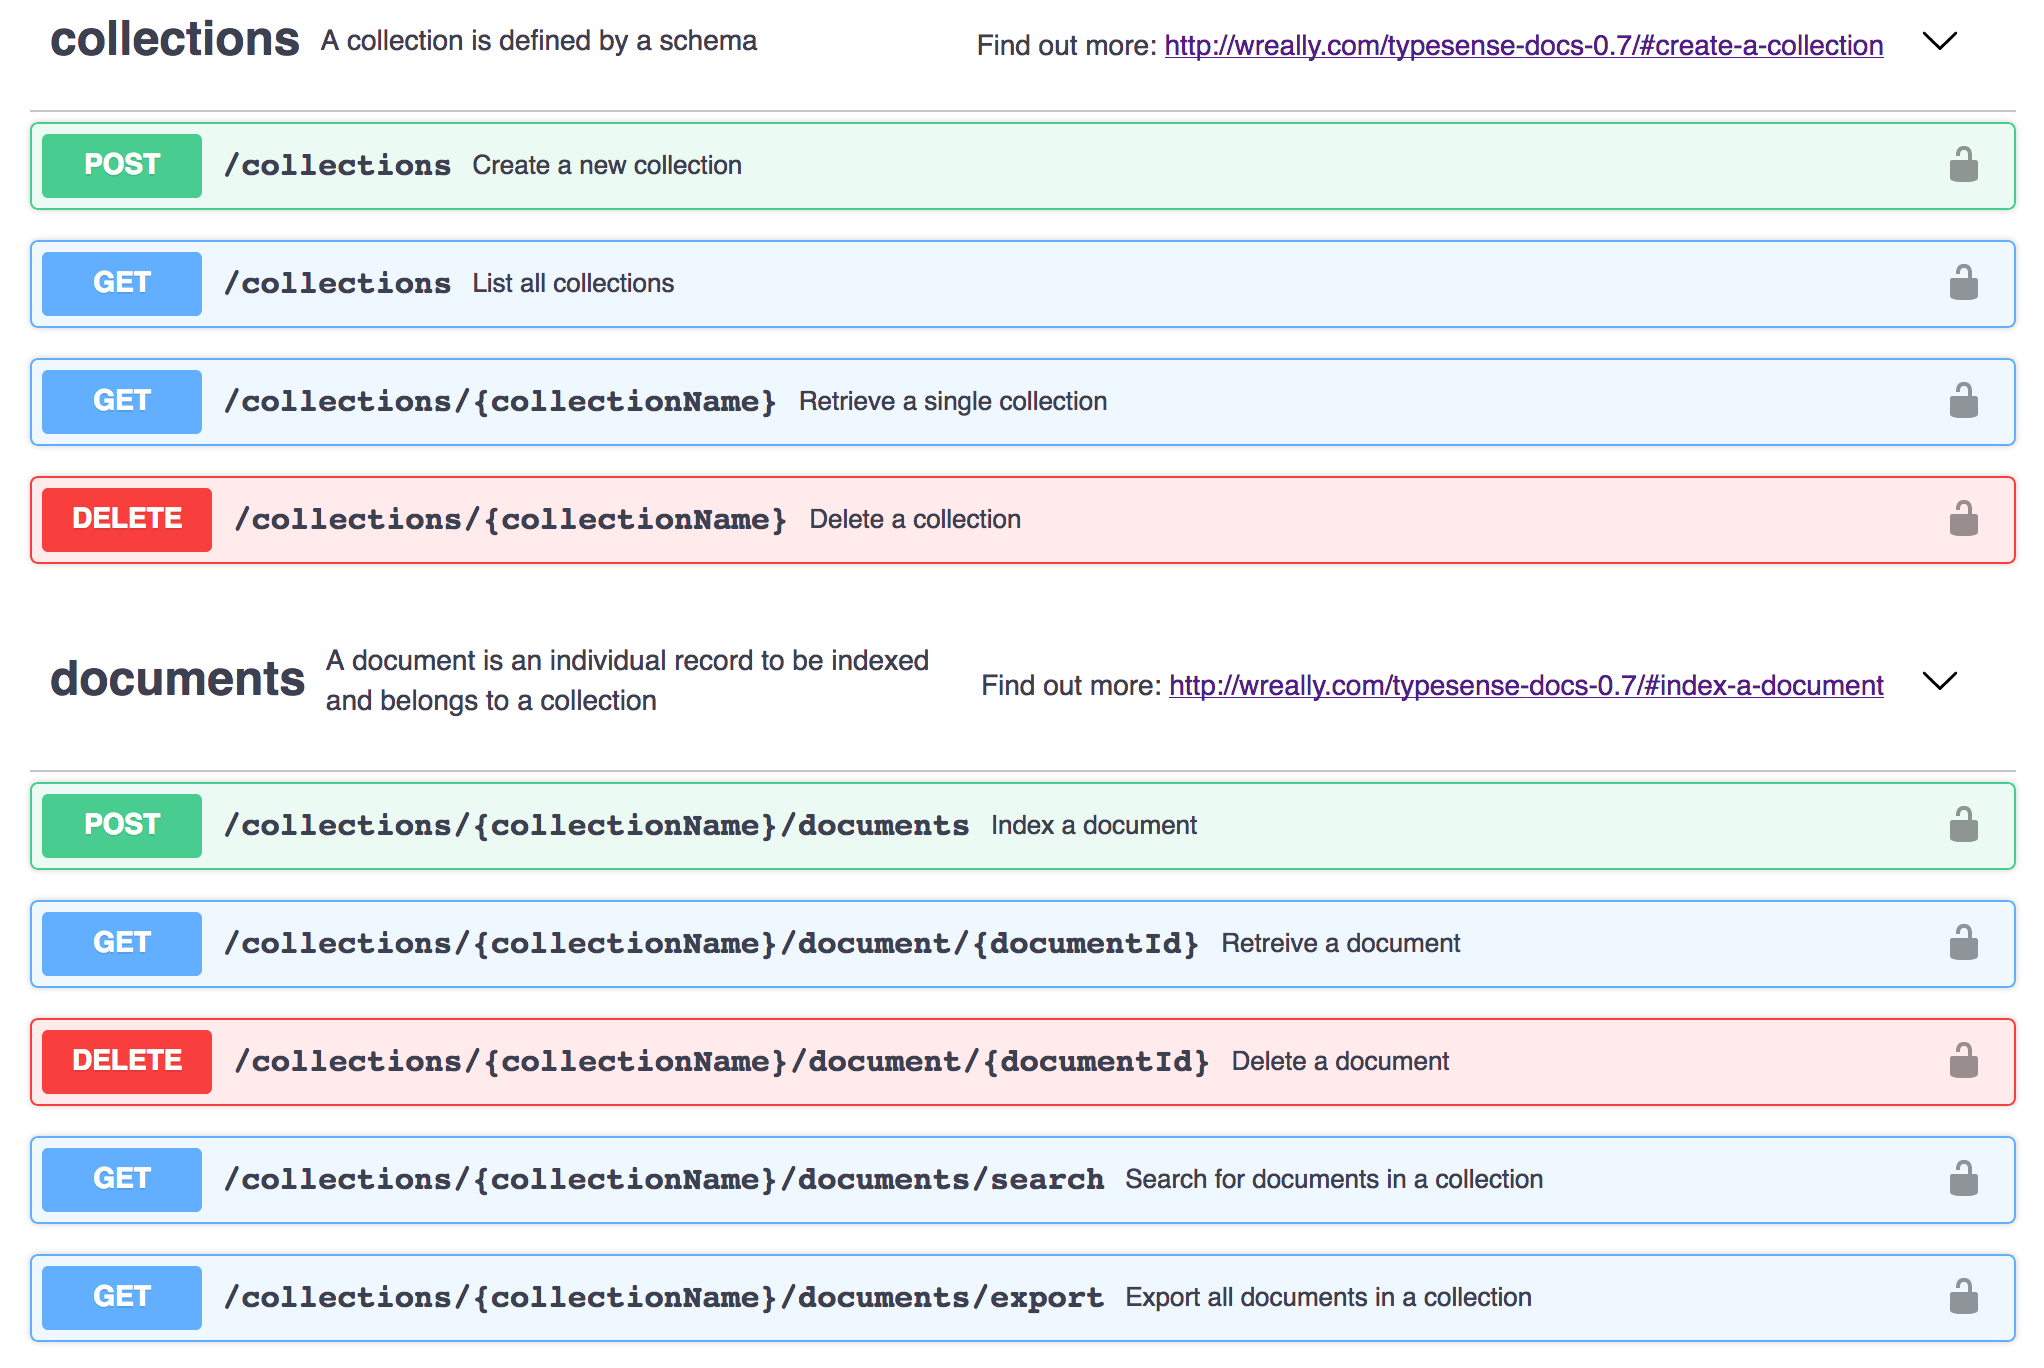 collections A collection is defined by a schema Find out more: http://wreally.com/typesense-docs-0.7/#create-a-collection
POST /collections Create a new collection
GET /collections List all collections
GET /collections/{collectionName} Retrieve a single collection
DELETE /collections/{collectionName} Delete a collection
documents A document is an individual record to be indexed
and belongs to a collection
Find out more: http://wreally.com/typesense-docs-0.7/#index-a-document
POST /collections/{collectionName}/documents Index a document
GET /collections/{collectionName}/document/{documentId} Retreive a document
DELETE /collections/{collectionName}/document/{documentId} Delete a document
GET /collections/{collectionName}/documents/search Search for documents in a collection
GET /collections/{collectionName}/documents/export Export all documents in a collection